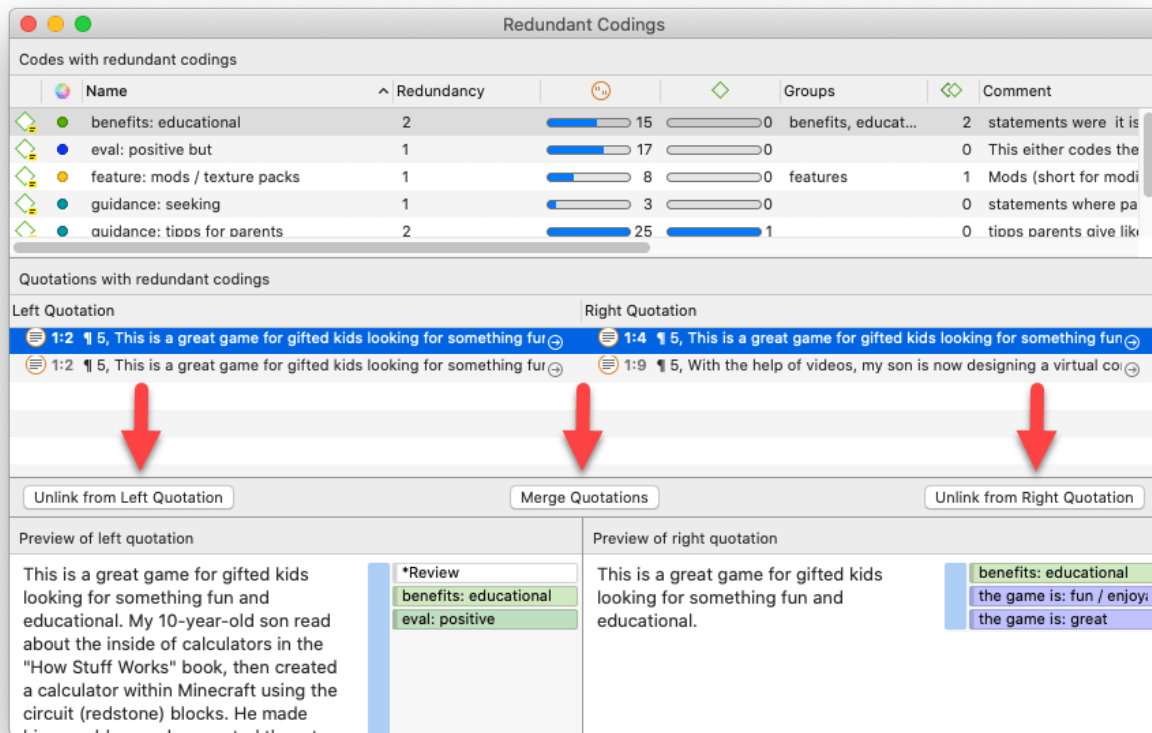 Redundant Codings
Codes with redundant codings
Name Redundancy Groups Comment
benefits: educational 2 15 0 benefits, educat... 2 statements were it is
eval: positive but 1 17 0 0 This either codes the
feature: mods / texture packs 1 8 0 features 1 Mods (short for modi
guidance: seeking 1 3 0 0 statements where pa
guidance: tipps for parents 2 25 1 0 tipps parents give like
Quotations with redundant codings
Left Quotation Right Quotation
1:2 ¶ 5, This is a great game for gifted kids looking for something fun 1:4 ¶ 5, This is a great game for gifted kids looking for something fun
1:2 ¶ 5, This is a great game for gifted kids looking for something fun 1:9 ¶ 5, With the help of videos, my son is now designing a virtual co
Unlink from Left Quotation Merge Quotations Unlink from Right Quotation
Preview of left quotation Preview of right quotation
This is a great game for gifted kids
looking for something fun and
educational. My 10-year-old son read
about the inside of calculators in the
"How Stuff Works" book, then created
a calculator within Minecraft using the
circuit (redstone) blocks. He made
*Review
benefits: educational
eval: positive
This is a great game for gifted kids
looking for something fun and
educational.
benefits: educational
the game is: fun / enjoya
the game is: great